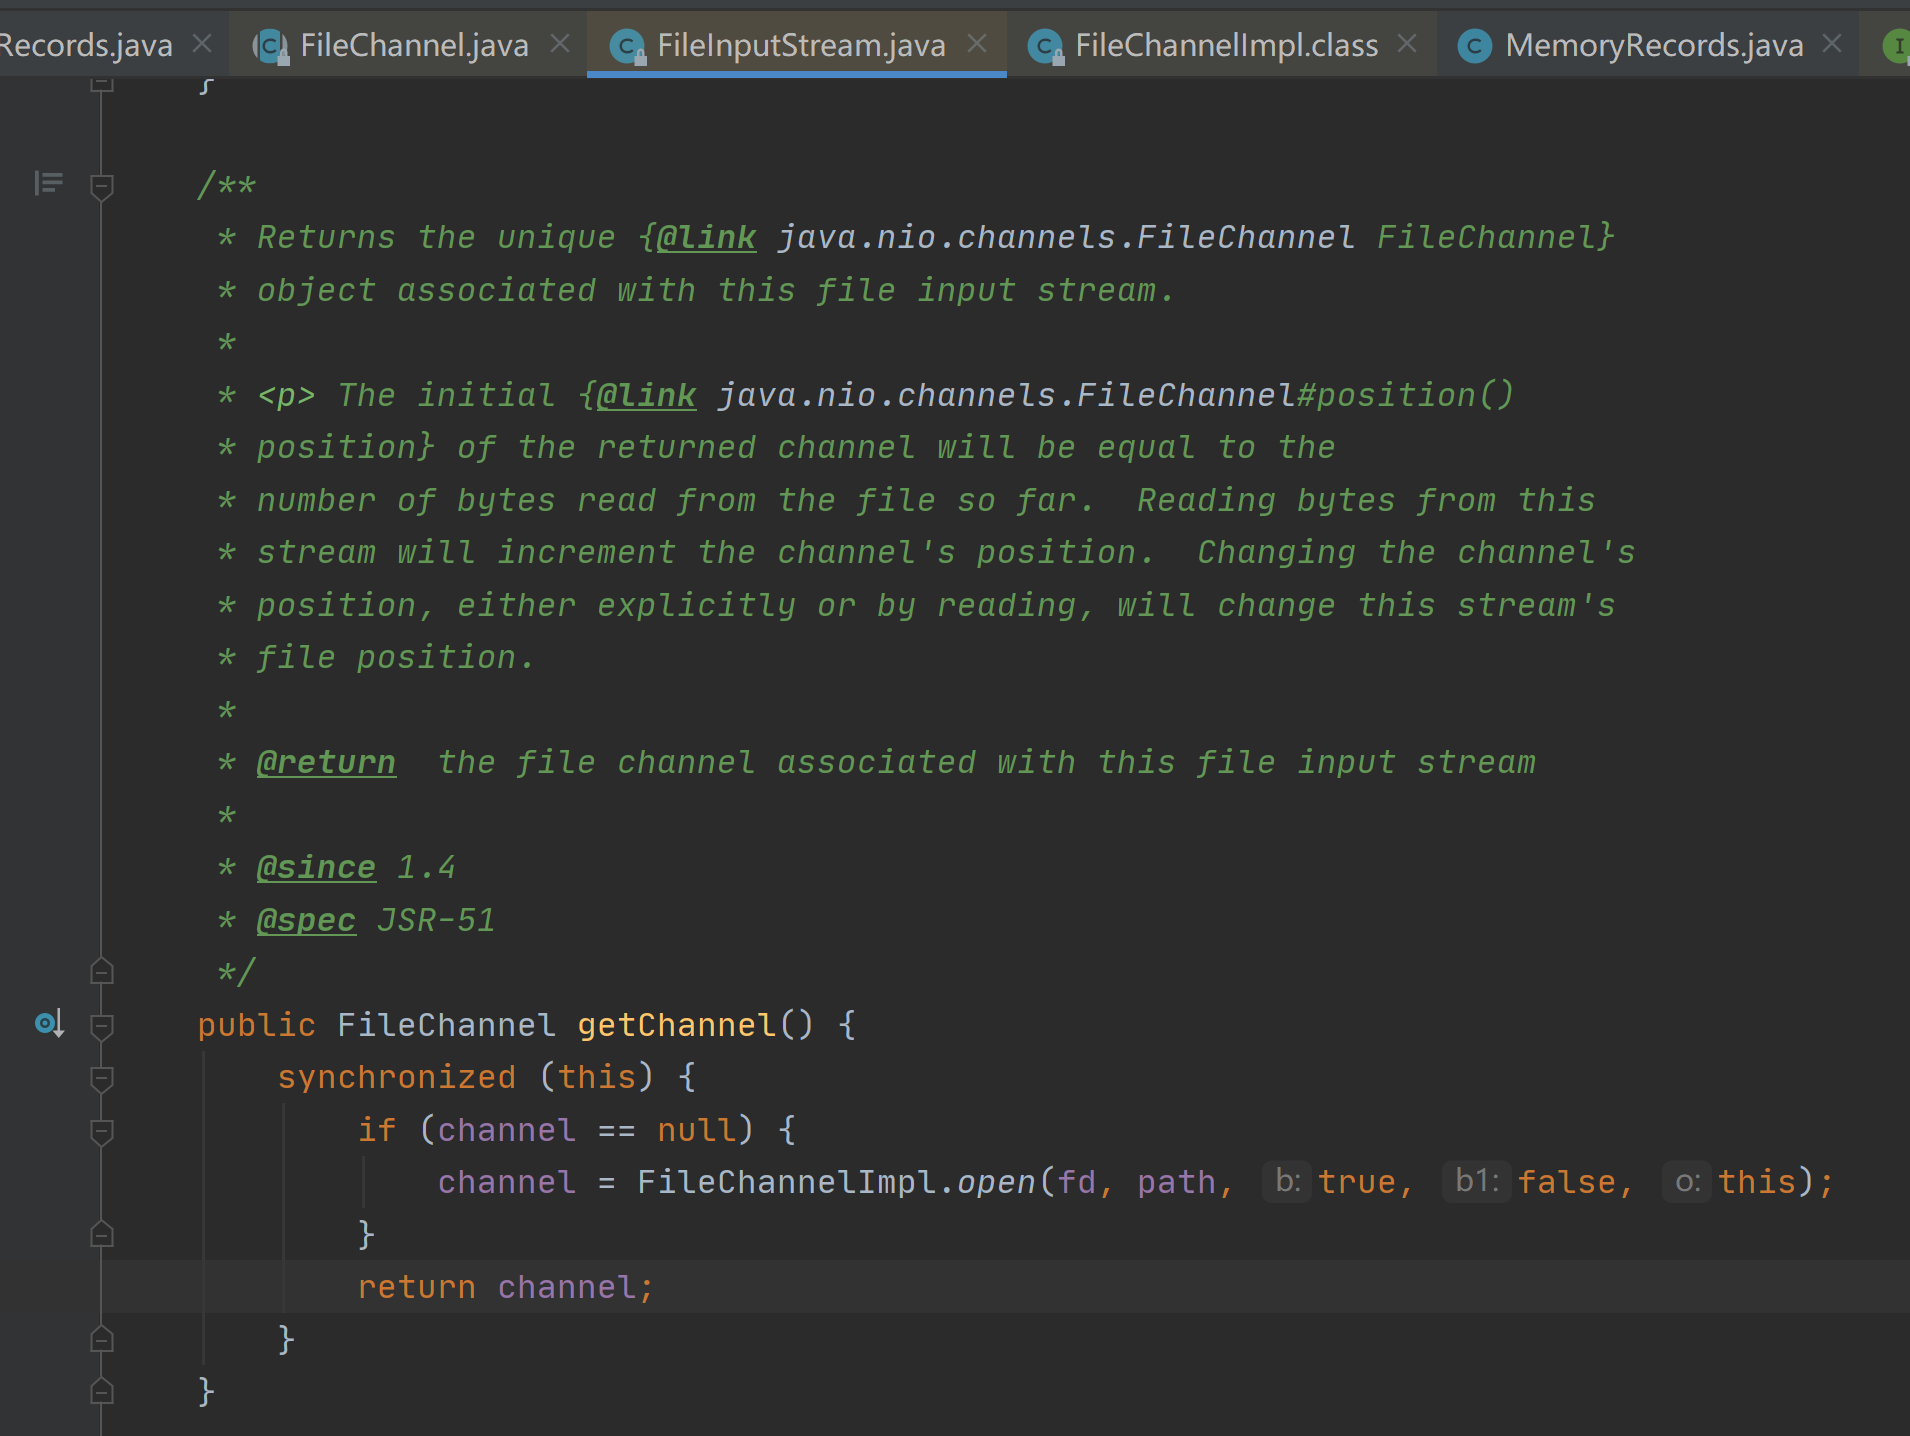 Records.java FileChannel.java FileInputStream.java FileChannelImpl.class MemoryRecords.java
}
/**
* Returns the unique {@link java.nio.channels.FileChannel FileChannel}
* object associated with this file input stream.
*
* <p> The initial {@link java.nio.channels.FileChannel#position()
* position} of the returned channel will be equal to the
* number of bytes read from the file so far.  Reading bytes from this
* stream will increment the channel's position.  Changing the channel's
* position, either explicitly or by reading, will change this stream's
* file position.
*
* @return  the file channel associated with this file input stream
*
* @since 1.4
* @spec JSR-51
*/
public FileChannel getChannel() {
synchronized (this) {
if (channel == null) {
channel = FileChannelImpl.open(fd, path, b: true, b1: false, o: this);
}
return channel;
}
}